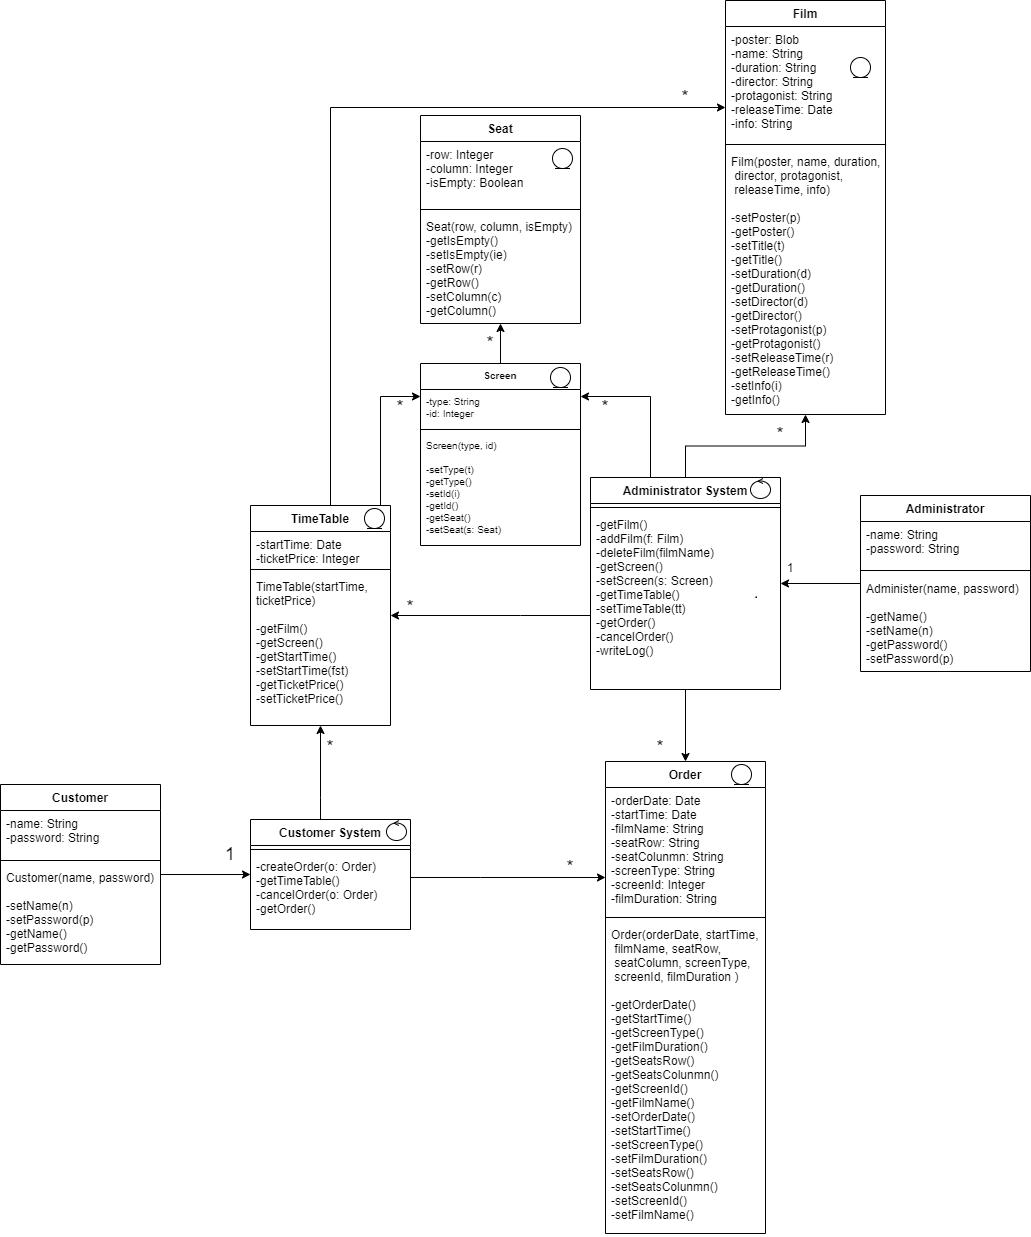 Film
-poster: Blob
-name: String
-duration: String
-director: String
-protagonist: String
-releaseTime: Date
-info: String
Film(poster, name, duration,
director, protagonist,
releaseTime, info)
-setPoster(p)
-getPoster()
-setTitle(t)
-getTitle()
-setDuration(d)
-getDuration()
-setDirector(d)
-getDirector()
-setProtagonist(p)
-getProtagonist()
-setReleaseTime(r)
-getReleaseTime()
-setInfo(i)
-getInfo()
*
Seat
-row: Integer
-column: Integer
-isEmpty: Boolean
Seat(row, column, isEmpty)
-getIsEmpty()
-setIsEmpty(ie)
-setRow(r)
-getRow()
-setColumn(c)
-getColumn()
*
Screen
-type: String
-id: Integer
Screen(type, id)
-setType(t)
-getType()
-setId(i)
-getId()
-getSeat()
-setSeat(s: Seat)
*
*
*
Administrator System
-getFilm()
-addFilm(f: Film)
-deleteFilm(filmName)
-getScreen()
-setScreen(s: Screen)
-getTimeTable()
-setTimeTable(tt)
-getOrder()
-cancelOrder()
-writeLog()
.
1
Administrator
-name: String
-password: String
Administer(name, password)
-getName()
-setName(n)
-getPassword()
-setPassword(p)
TimeTable
-startTime: Date
-ticketPrice: Integer
TimeTable(startTime,
ticketPrice)
-getFilm()
-getScreen()
-getStartTime()
-setStartTime(fst)
-getTicketPrice()
-setTicketPrice()
*
*
*
Customer
-name: String
-password: String
Customer(name, password)
-setName(n)
-setPassword(p)
-getName()
-getPassword()
1
Customer System
-createOrder(o: Order)
-getTimeTable()
-cancelOrder(o: Order)
-getOrder()
*
Order
-orderDate: Date
-startTime: Date
-filmName: String
-seatRow: String
-seatColunmn: String
-screenType: String
-screenId: Integer
-filmDuration: String
Order(orderDate, startTime,
filmName, seatRow,
seatColumn, screenType,
screenId, filmDuration )
-getOrderDate()
-getStartTime()
-getScreenType()
-getFilmDuration()
-getSeatsRow()
-getSeatsColunmn()
-getScreenId()
-getFilmName()
-setOrderDate()
-setStartTime()
-setScreenType()
-setFilmDuration()
-setSeatsRow()
-setSeatsColunmn()
-setScreenId()
-setFilmName()